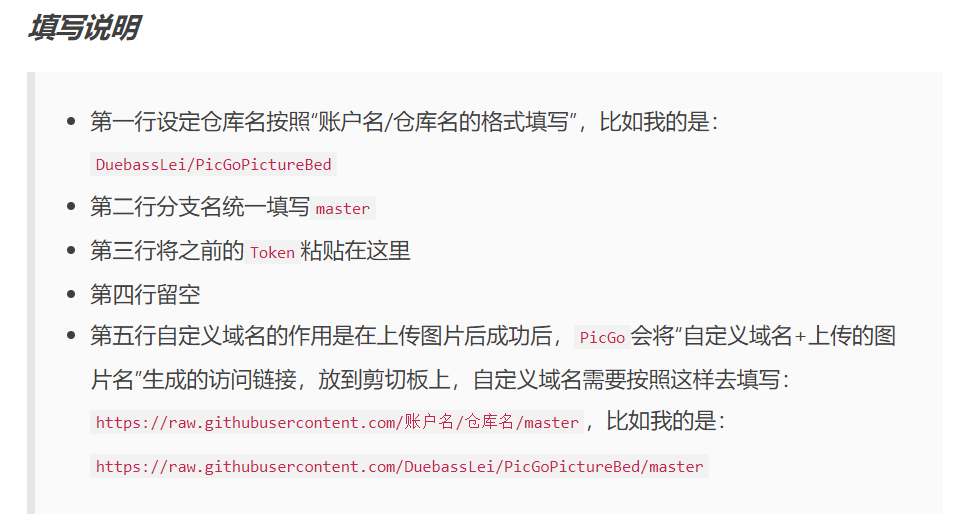 填写说明
第一行设定仓库名按照“账户名/仓库名的格式填写”，比如我的是：
DuebassLei/PicGoPictureBed
第二行分支名统一填写 master
第三行将之前的 Token 粘贴在这里
第四行留空
第五行自定义域名的作用是在上传图片后成功后， PicGo 会将“自定义域名+上传的图
片名”生成的访问链接，放到剪切板上，自定义域名需要按照这样去填写：
https://raw.githubusercontent.com/账户名/仓库名/master ，比如我的是：
https://raw.githubusercontent.com/DuebassLei/PicGoPictureBed/master